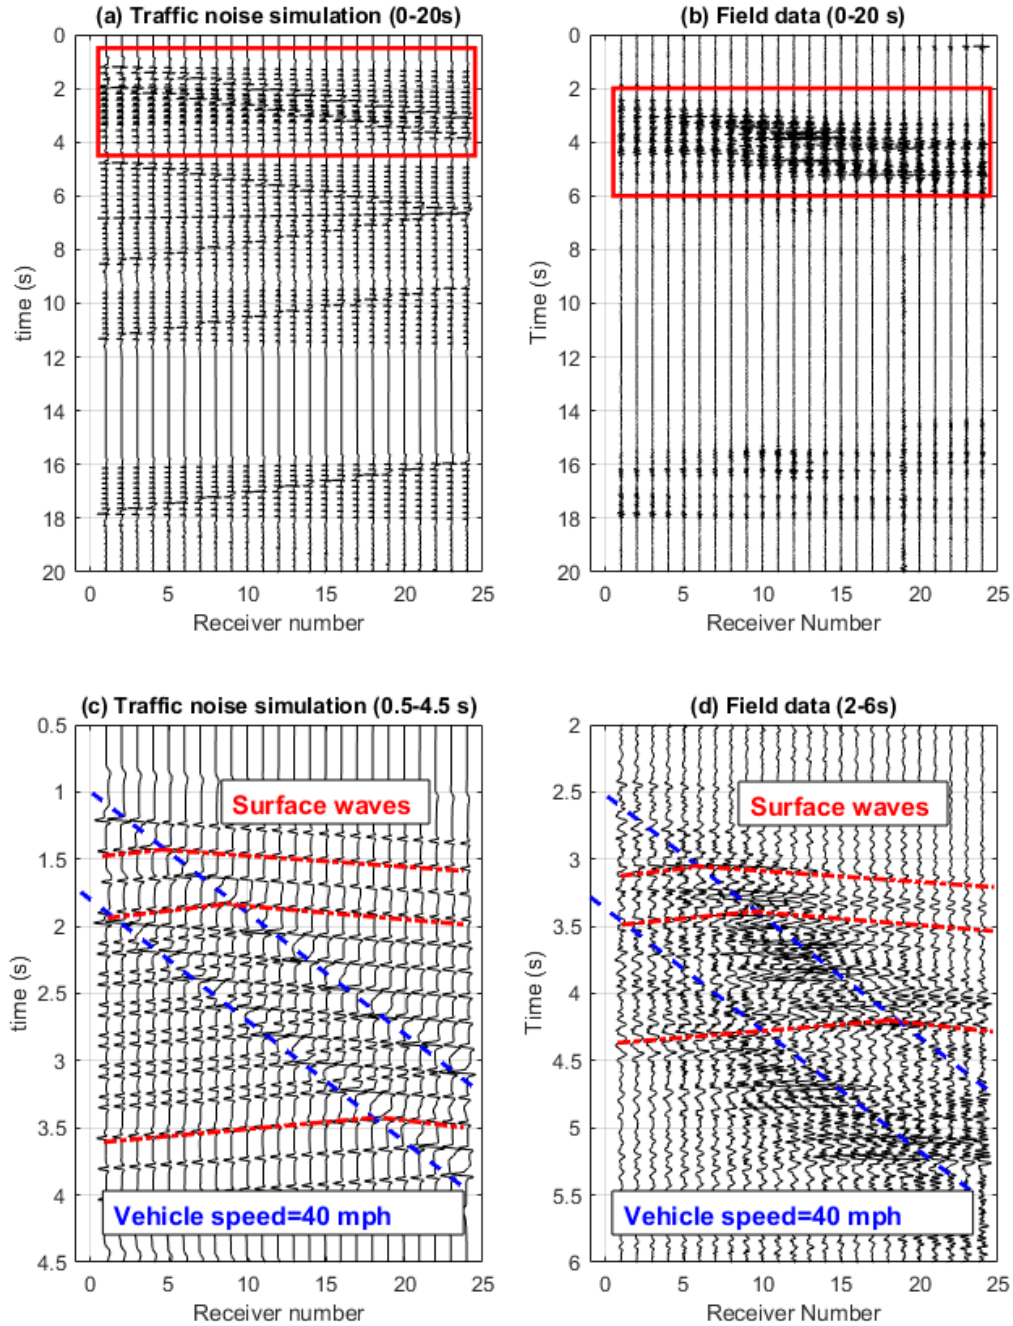 (a) Traffic noise simulation (0-20s)
0
2
4
6
8
10
12
14
16
18
20
time (s)
0 5 10 15 20 25
Receiver number
(b) Field data (0-20 s)
0
2
4
6
8
10
12
14
16
18
20
Time (s)
0 5 10 15 20 25
Receiver Number
(c) Traffic noise simulation (0.5-4.5 s)
0.5
1
1.5
2
2.5
3
3.5
4
4.5
time (s)
Surface waves
Vehicle speed=40 mph
0 5 10 15 20 25
Receiver number
(d) Field data (2-6s)
2
2.5
3
3.5
4
4.5
5
5.5
6
Time (s)
Surface waves
Vehicle speed=40 mph
0 5 10 15 20 25
Receiver Number